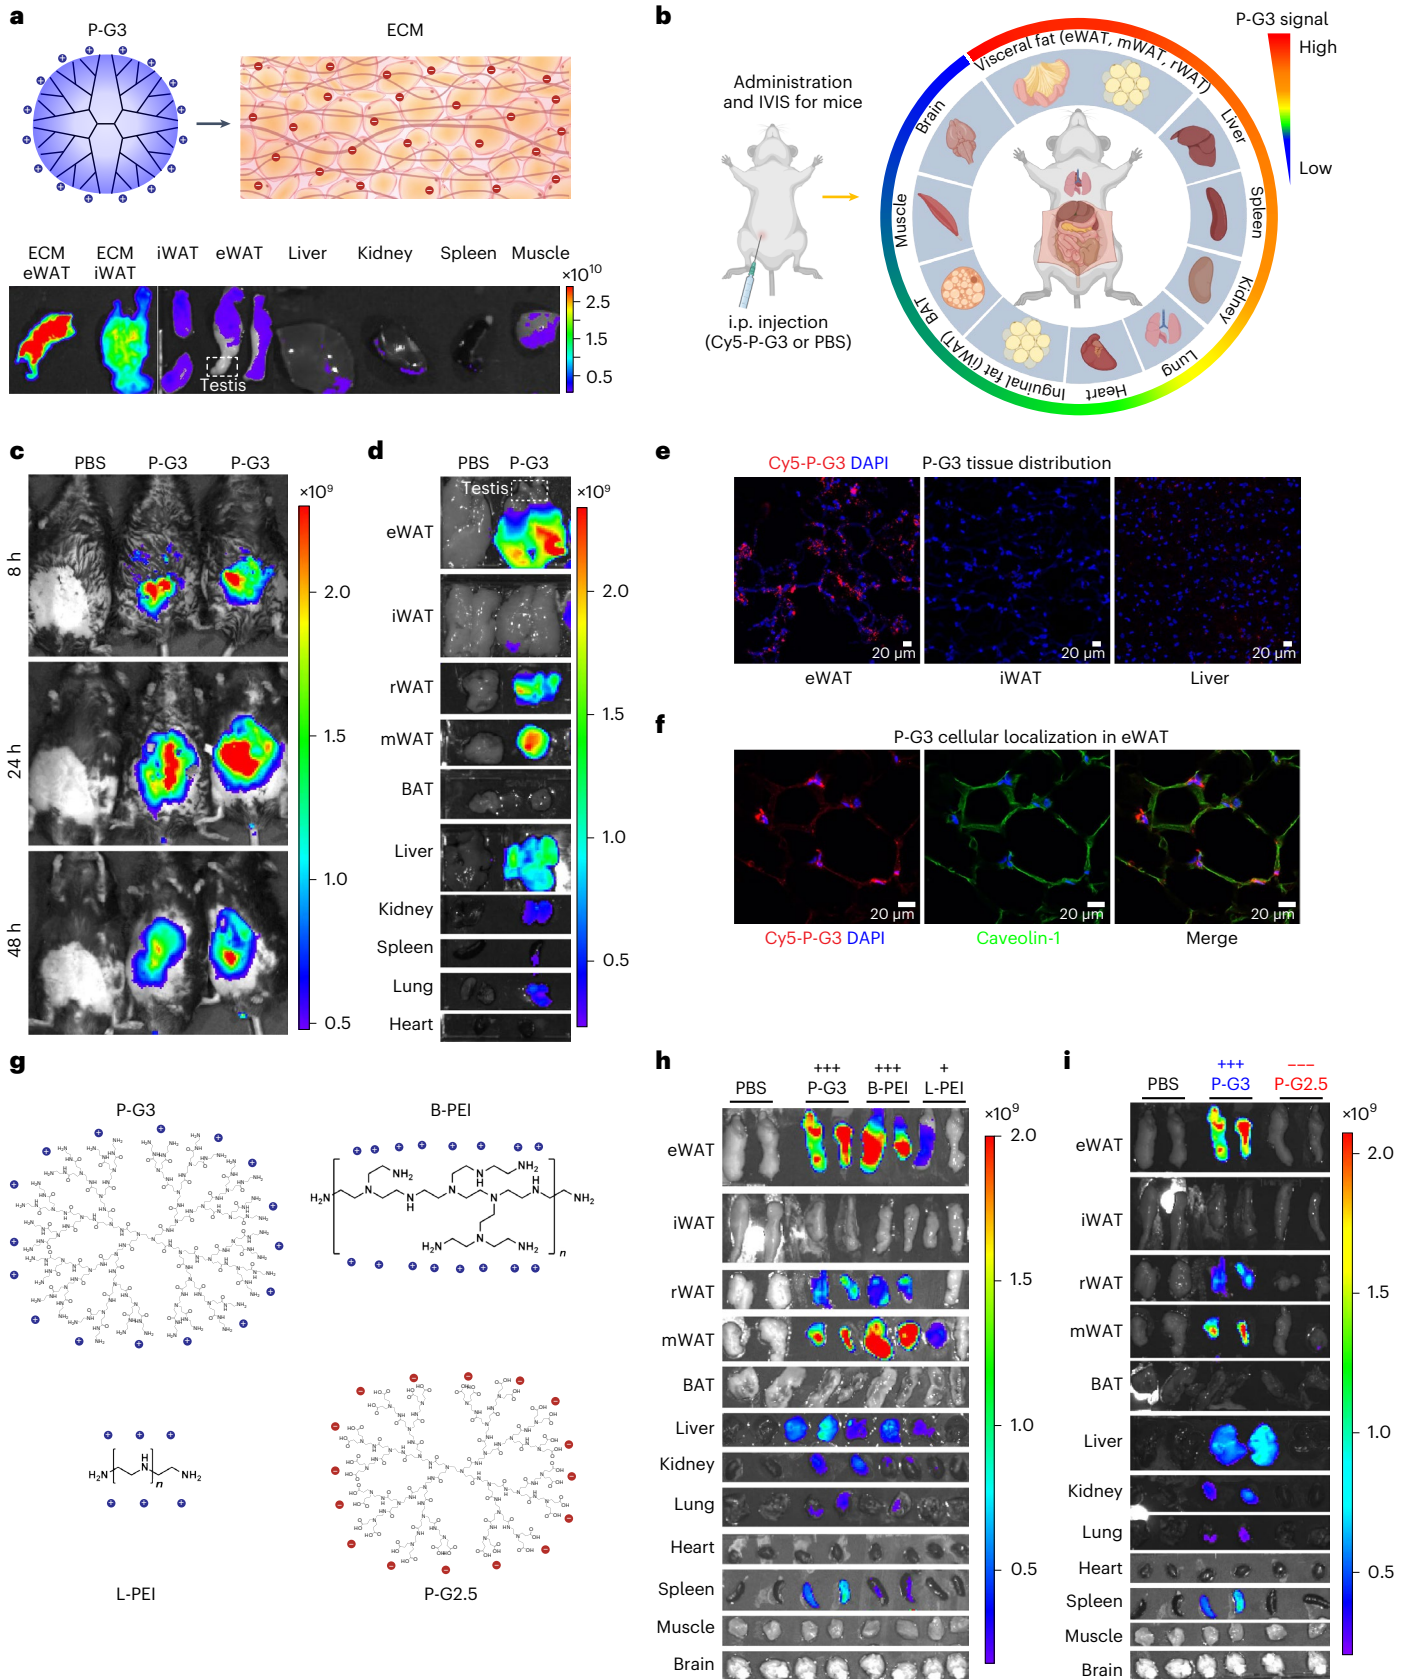 a
P-G3
ECM
ECM eWAT
ECM iWAT
iWAT
eWAT
Liver
Kidney
Spleen
Muscle
Testis
×10¹⁰
2.5
1.5
0.5
b
Administration
and IVIS for mice
i.p. injection
(Cy5-P-G3 or PBS)
Visceral fat (eWAT, mWAT, rWAT)
Liver
Spleen
Kidney
Lung
Heart
Inguinal fat (iWAT)
BAT
Muscle
Brain
P-G3 signal
High
Low
c
PBS
P-G3
P-G3
8 h
24 h
48 h
×10⁹
2.0
1.5
1.0
0.5
d
PBS
P-G3
Testis
eWAT
iWAT
rWAT
mWAT
BAT
Liver
Kidney
Spleen
Lung
Heart
×10⁹
2.0
1.5
1.0
0.5
e
Cy5-P-G3 DAPI
P-G3 tissue distribution
20 µm
20 µm
20 µm
eWAT
iWAT
Liver
f
P-G3 cellular localization in eWAT
20 µm
20 µm
20 µm
Cy5-P-G3 DAPI
Caveolin-1
Merge
g
P-G3
B-PEI
L-PEI
P-G2.5
h
+++
+++
+
PBS
P-G3
B-PEI
L-PEI
eWAT
iWAT
rWAT
mWAT
BAT
Liver
Kidney
Lung
Heart
Spleen
Muscle
Brain
×10⁹
2.0
1.5
1.0
0.5
i
+++
−−−
PBS
P-G3
P-G2.5
eWAT
iWAT
rWAT
mWAT
BAT
Liver
Kidney
Lung
Heart
Spleen
Muscle
Brain
×10⁹
2.0
1.5
1.0
0.5